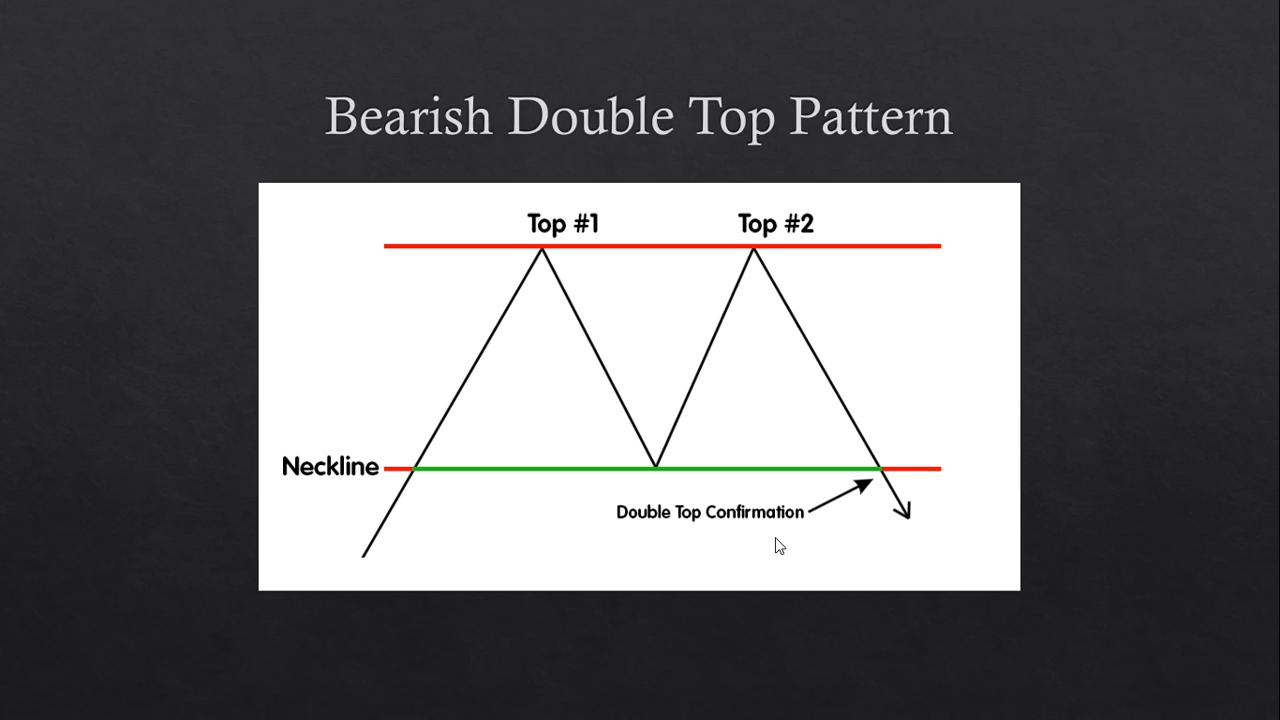 Bearish Double Top Pattern
Top #1 Top #2
Neckline
Double Top Confirmation